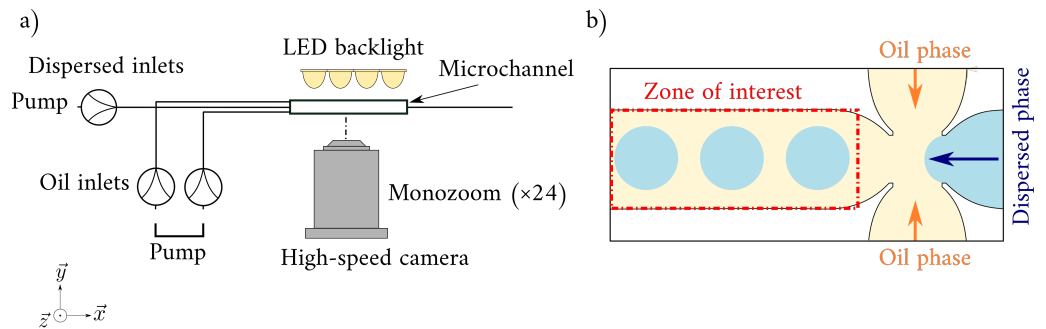 a)
LED backlight
Dispersed inlets
Microchannel
Pump
Oil inlets
Monozoom (×24)
Pump
High-speed camera
y⃗
z⃗
x⃗
b)
Oil phase
Zone of interest
Dispersed phase
Oil phase